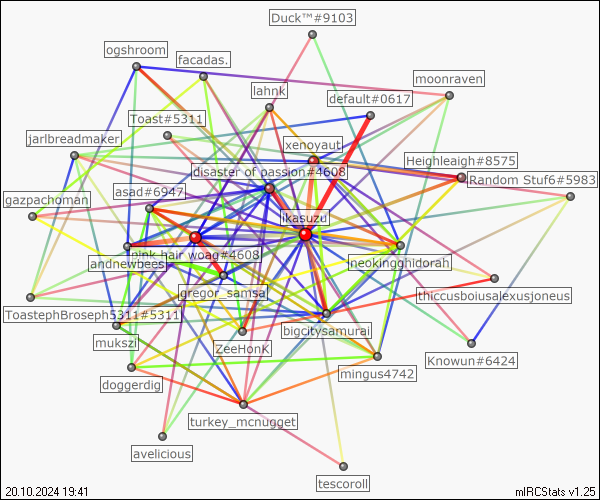 Duck™#9103
ogshroom
facadas.
moonraven
lahnk
default#0617
Toast#5311
jarlbreadmaker
xenoyaut
Heighleaigh#8575
disaster of passion#4608
Random Stuf6#5983
asad#6947
gazpachoman
ikasuzu
pink hair woag#4608
andnewbees
neokingghidorah
gregor_samsa
thiccusboiusalexusjoneus
ToastephBroseph5311#5311
bigcitysamurai
mukszi
ZeeHonK
Knowun#6424
mingus4742
doggerdig
turkey_mcnugget
avelicious
tescoroll
20.10.2024 19:41
mIRCStats v1.25